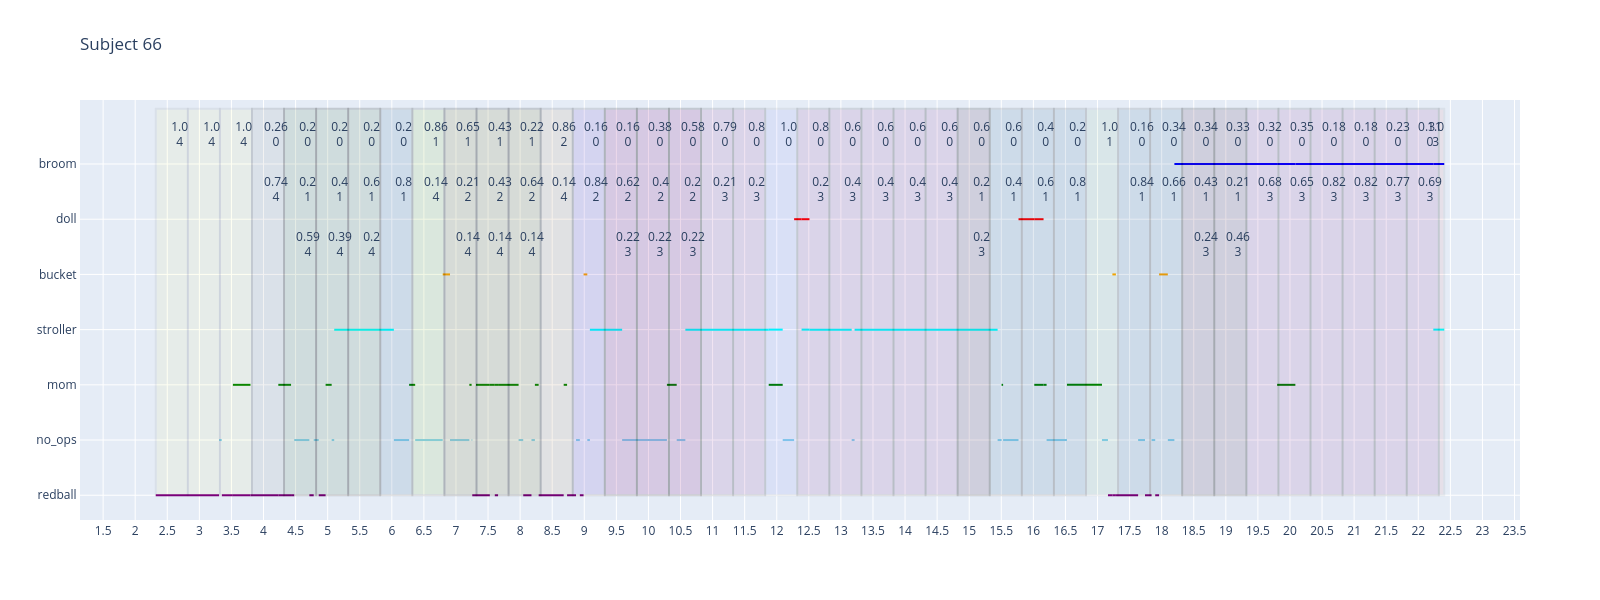 Subject 66
1.0 1.0 1.0 0.26 0.2 0.2 0.2 0.2 0.86 0.65 0.43 0.22 0.86 0.16 0.16 0.38 0.58 0.79 0.8 1.0 0.8 0.6 0.6 0.6 0.6 0.6 0.6 0.4 0.2 1.0 0.16 0.34 0.34 0.33 0.32 0.35 0.18 0.18 0.23
4 4 4 0 0 0 0 0 1 1 1 1 2 0 0 0 0 0 0 0 0 0 0 0 0 0 0 0 0 1 0 0 0 0 0 0 0 0 0 0 3
broom
0.74 0.2 0.4 0.6 0.8 0.14 0.21 0.43 0.64 0.14 0.84 0.62 0.4 0.2 0.21 0.2 0.2 0.4 0.4 0.4 0.4 0.2 0.4 0.6 0.8 0.84 0.66 0.43 0.21 0.68 0.65 0.82 0.82 0.77 0.69
4 1 1 1 1 4 2 2 2 4 2 2 2 2 3 3 3 3 3 3 3 1 1 1 1 1 1 1 1 3 3 3 3 3 3
doll
0.59 0.39 0.2 0.14 0.14 0.14 0.22 0.22 0.22 0.2 0.24 0.46
4 4 4 4 4 4 3 3 3 3 3 3
bucket
stroller
mom
no_ops
redball
1.5 2 2.5 3 3.5 4 4.5 5 5.5 6 6.5 7 7.5 8 8.5 9 9.5 10 10.5 11 11.5 12 12.5 13 13.5 14 14.5 15 15.5 16 16.5 17 17.5 18 18.5 19 19.5 20 20.5 21 21.5 22 22.5 23 23.5